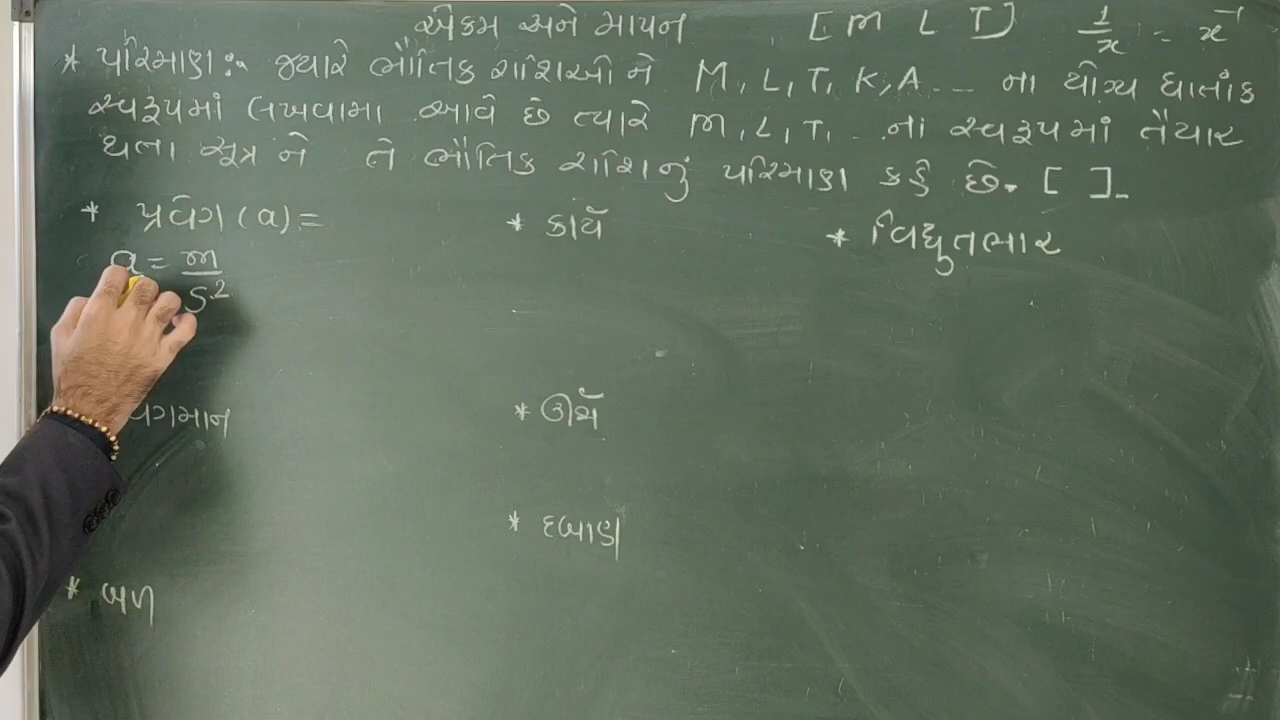 એકમ અને માપન [ M L T ] 1/x = x⁻¹
* પરિમાણ :- જ્યારે ભૌતિક રાશિઓ ને M, L, T, K, A ... ના યોગ્ય ઘાતાંક
સ્વરૂપમાં લખવામા આવે છે ત્યારે M, L, T, .. નાં સ્વરૂપમાં તૈયાર
થતા સૂત્ર ને તે ભૌતિક રાશિનું પરિમાણ કહે છે. [ ]
* પ્રવેગ (a) = * કાર્ય * વિદ્યુતભાર
a = m/s²
વેગમાન * ઊર્જા
* દબાણ
* બળ